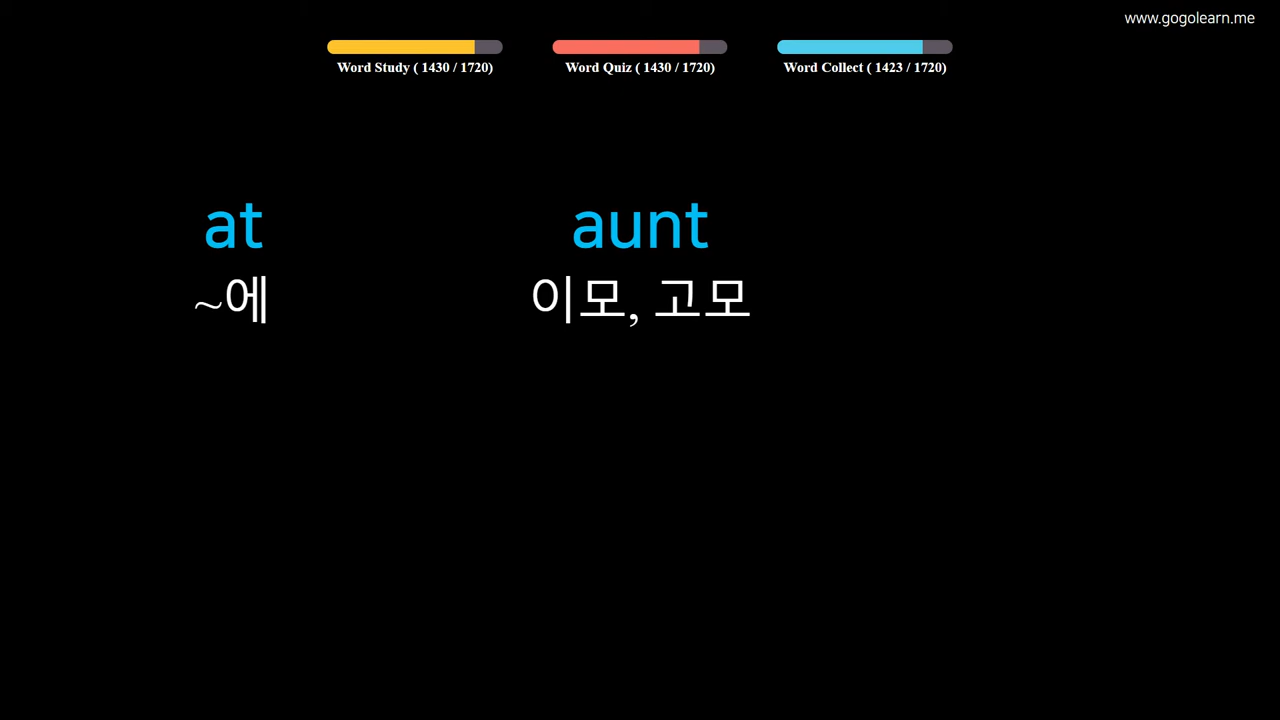 www.gogolearn.me
Word Study ( 1430 / 1720)
Word Quiz ( 1430 / 1720)
Word Collect ( 1423 / 1720)
at
~에
aunt
이모, 고모